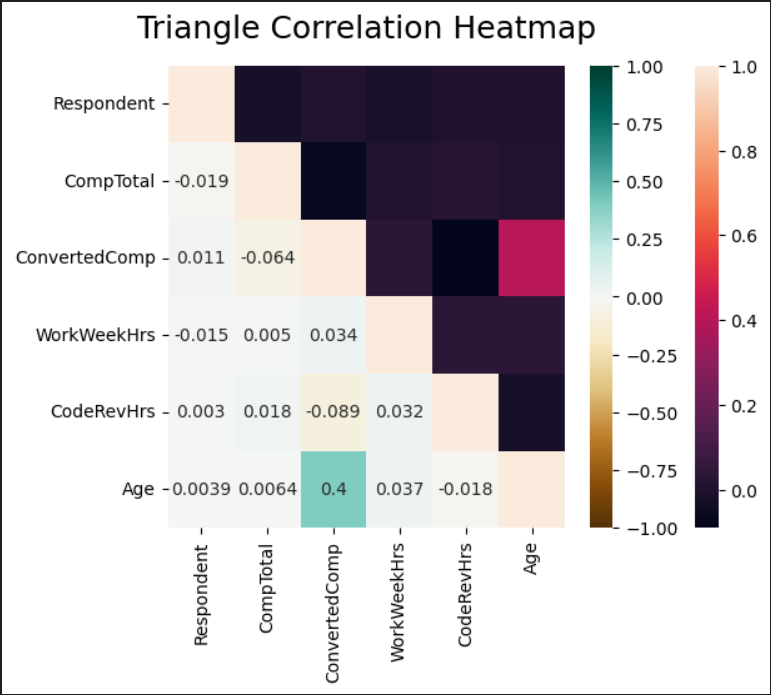 Triangle Correlation Heatmap
Respondent
CompTotal -0.019
ConvertedComp 0.011 -0.064
WorkWeekHrs -0.015 0.005 0.034
CodeRevHrs 0.003 0.018 -0.089 0.032
Age 0.0039 0.0064 0.4 0.037 -0.018
Respondent
CompTotal
ConvertedComp
WorkWeekHrs
CodeRevHrs
Age
1.00
0.75
0.50
0.25
0.00
−0.25
−0.50
−0.75
−1.00
1.0
0.8
0.6
0.4
0.2
0.0